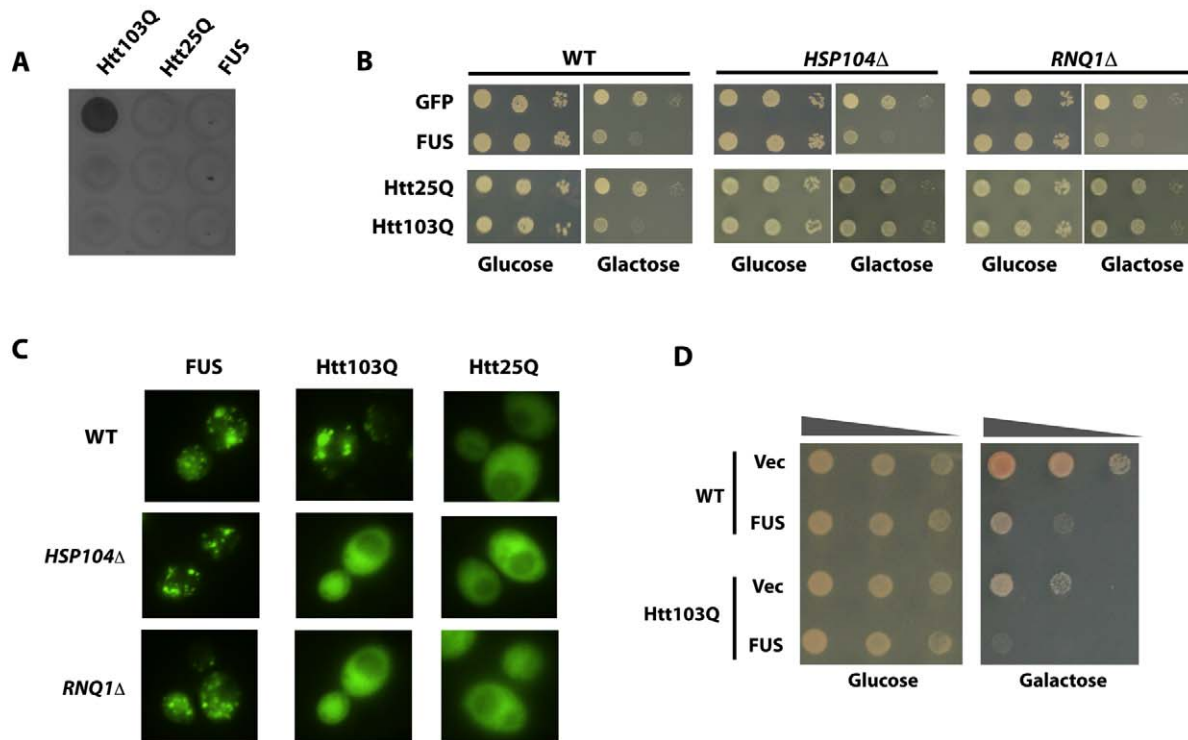 A
Htt103Q Htt25Q FUS
B
WT HSP104Δ RNQ1Δ
GFP
FUS
Htt25Q
Htt103Q
Glucose Glactose Glucose Glactose Glucose Glactose
C
FUS Htt103Q Htt25Q
WT
HSP104Δ
RNQ1Δ
D
WT
Vec
FUS
Htt103Q
Vec
FUS
Glucose Galactose